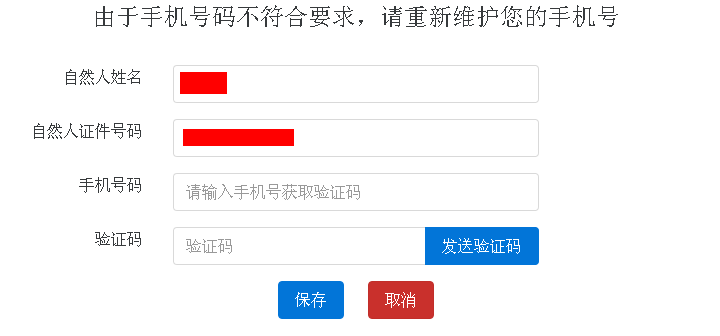 由于手机号码不符合要求，请重新维护您的手机号
自然人姓名
自然人证件号码
手机号码 请输入手机号获取验证码
验证码 验证码 发送验证码
保存 取消